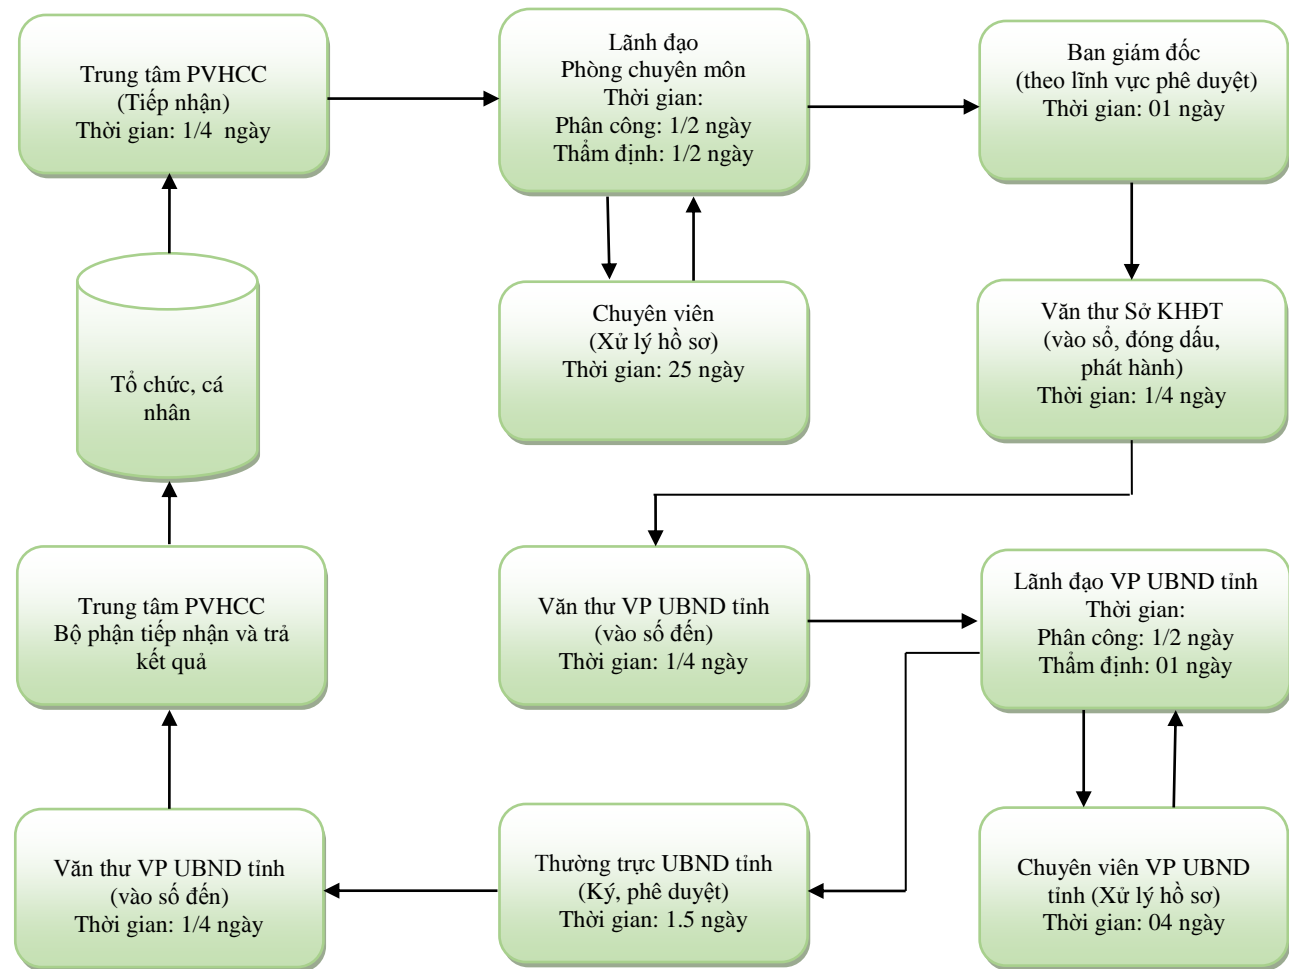 Trung tâm PVHCC
(Tiếp nhận)
Thời gian: 1/4 ngày
Lãnh đạo
Phòng chuyên môn
Thời gian:
Phân công: 1/2 ngày
Thẩm định: 1/2 ngày
Ban giám đốc
(theo lĩnh vực phê duyệt)
Thời gian: 01 ngày
Tổ chức, cá
nhân
Chuyên viên
(Xử lý hồ sơ)
Thời gian: 25 ngày
Văn thư Sở KHĐT
(vào sổ, đóng dấu,
phát hành)
Thời gian: 1/4 ngày
Trung tâm PVHCC
Bộ phận tiếp nhận và trả
kết quả
Văn thư VP UBND tỉnh
(vào số đến)
Thời gian: 1/4 ngày
Lãnh đạo VP UBND tỉnh
Thời gian:
Phân công: 1/2 ngày
Thẩm định: 01 ngày
Văn thư VP UBND tỉnh
(vào số đến)
Thời gian: 1/4 ngày
Thường trực UBND tỉnh
(Ký, phê duyệt)
Thời gian: 1.5 ngày
Chuyên viên VP UBND
tỉnh (Xử lý hồ sơ)
Thời gian: 04 ngày